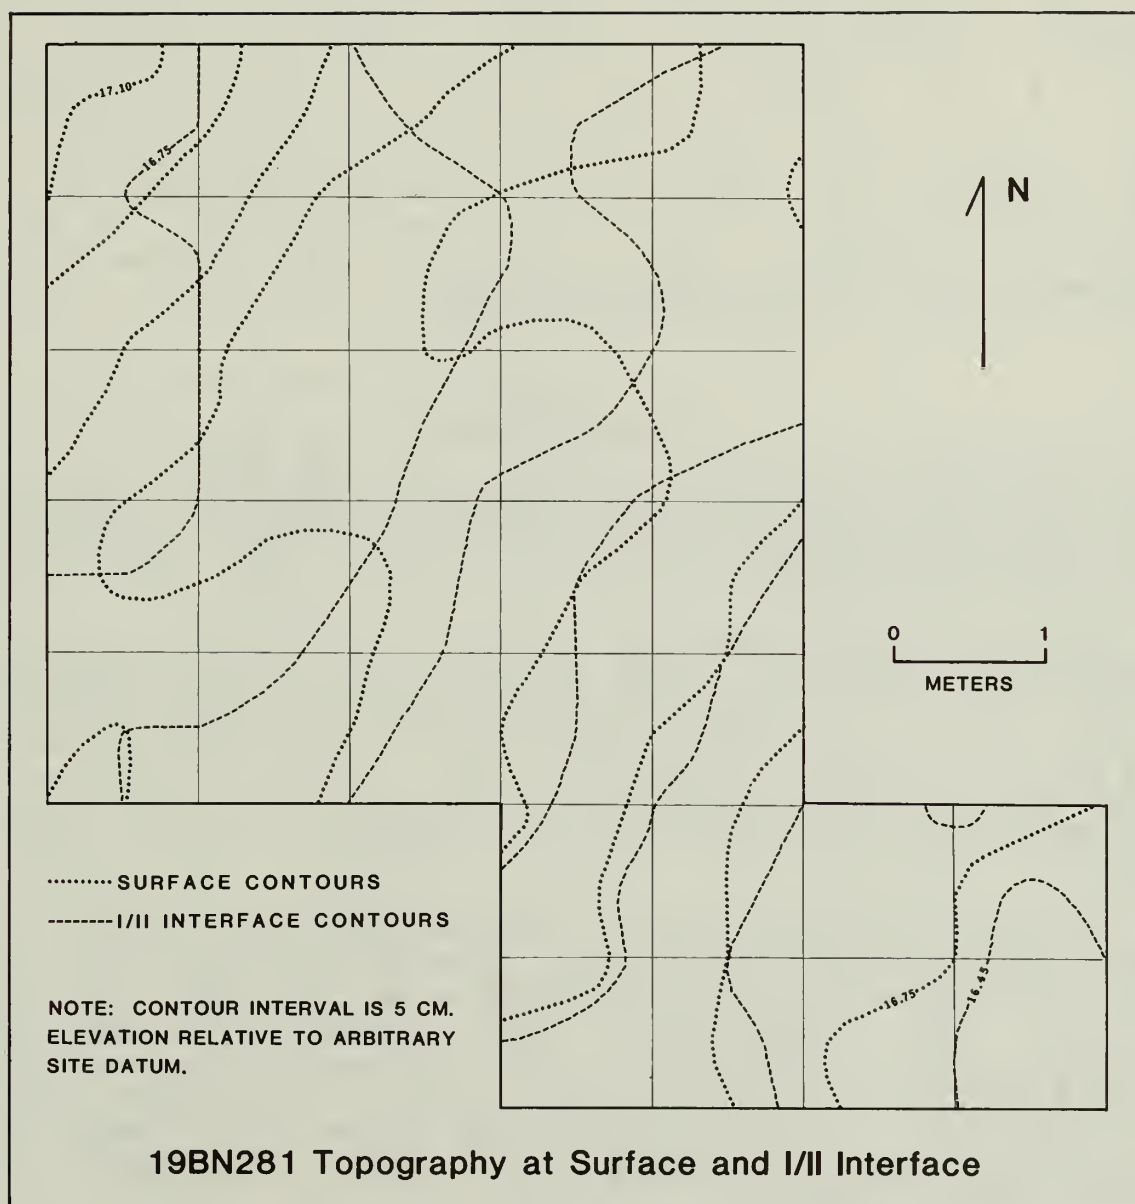 17.10
16.75
N
0 1
METERS
SURFACE CONTOURS
I/II INTERFACE CONTOURS
NOTE: CONTOUR INTERVAL IS 5 CM.
ELEVATION RELATIVE TO ARBITRARY
SITE DATUM.
16.75
16.45
19BN281 Topography at Surface and I/II Interface